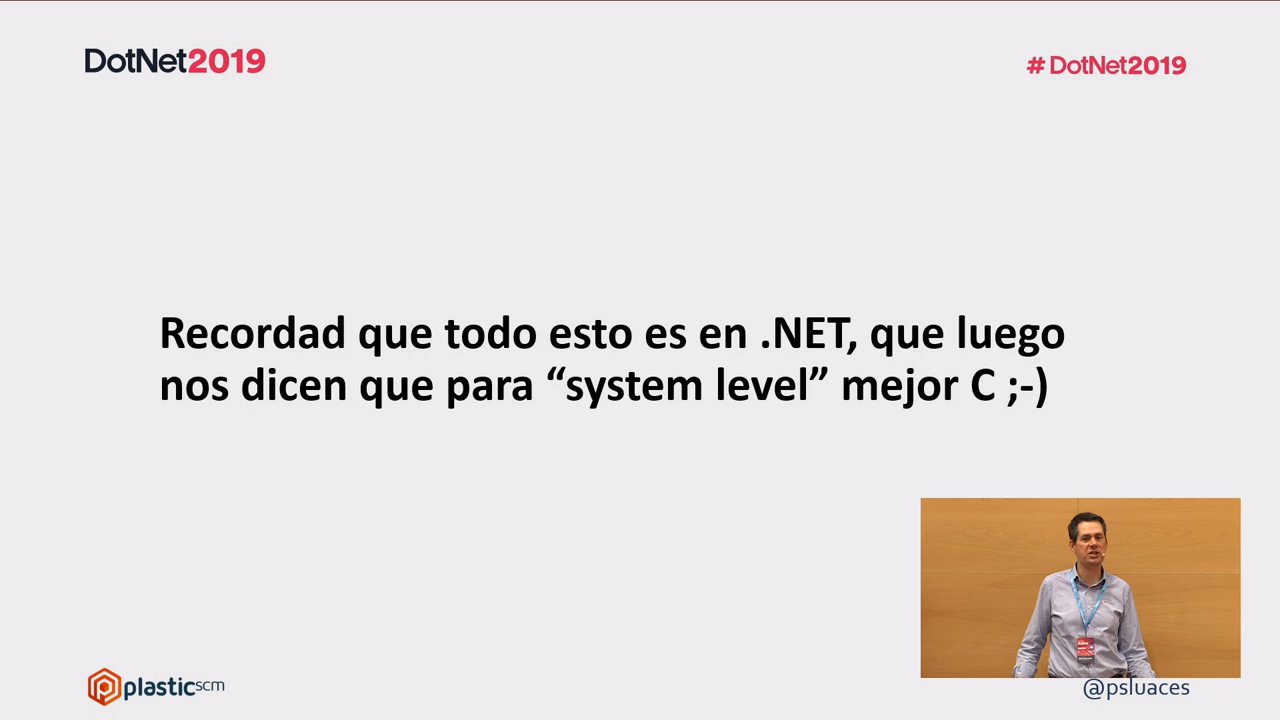 DotNet2019
# DotNet2019
Recordad que todo esto es en .NET, que luego
nos dicen que para “system level” mejor C ;-)
plasticscm
@psluaces